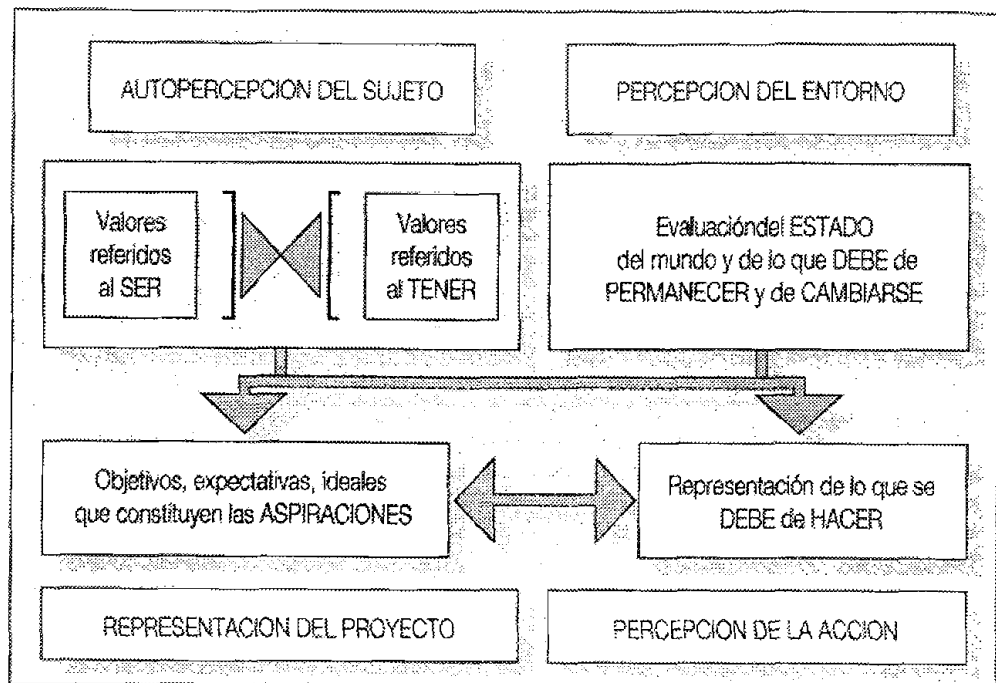 AUTOPERCEPCION DEL SUJETO
PERCEPCION DEL ENTORNO
Valores
referidos
al SER
Valores
referidos
al TENER
Evaluacióndel ESTADO
del mundo y de lo que DEBE de
PERMANECER y de CAMBIARSE
Objetivos, expectativas, ideales
que constituyen las ASPIRACIONES
Representación de lo que se
DEBE de HACER
REPRESENTACION DEL PROYECTO
PERCEPCION DE LA ACCION